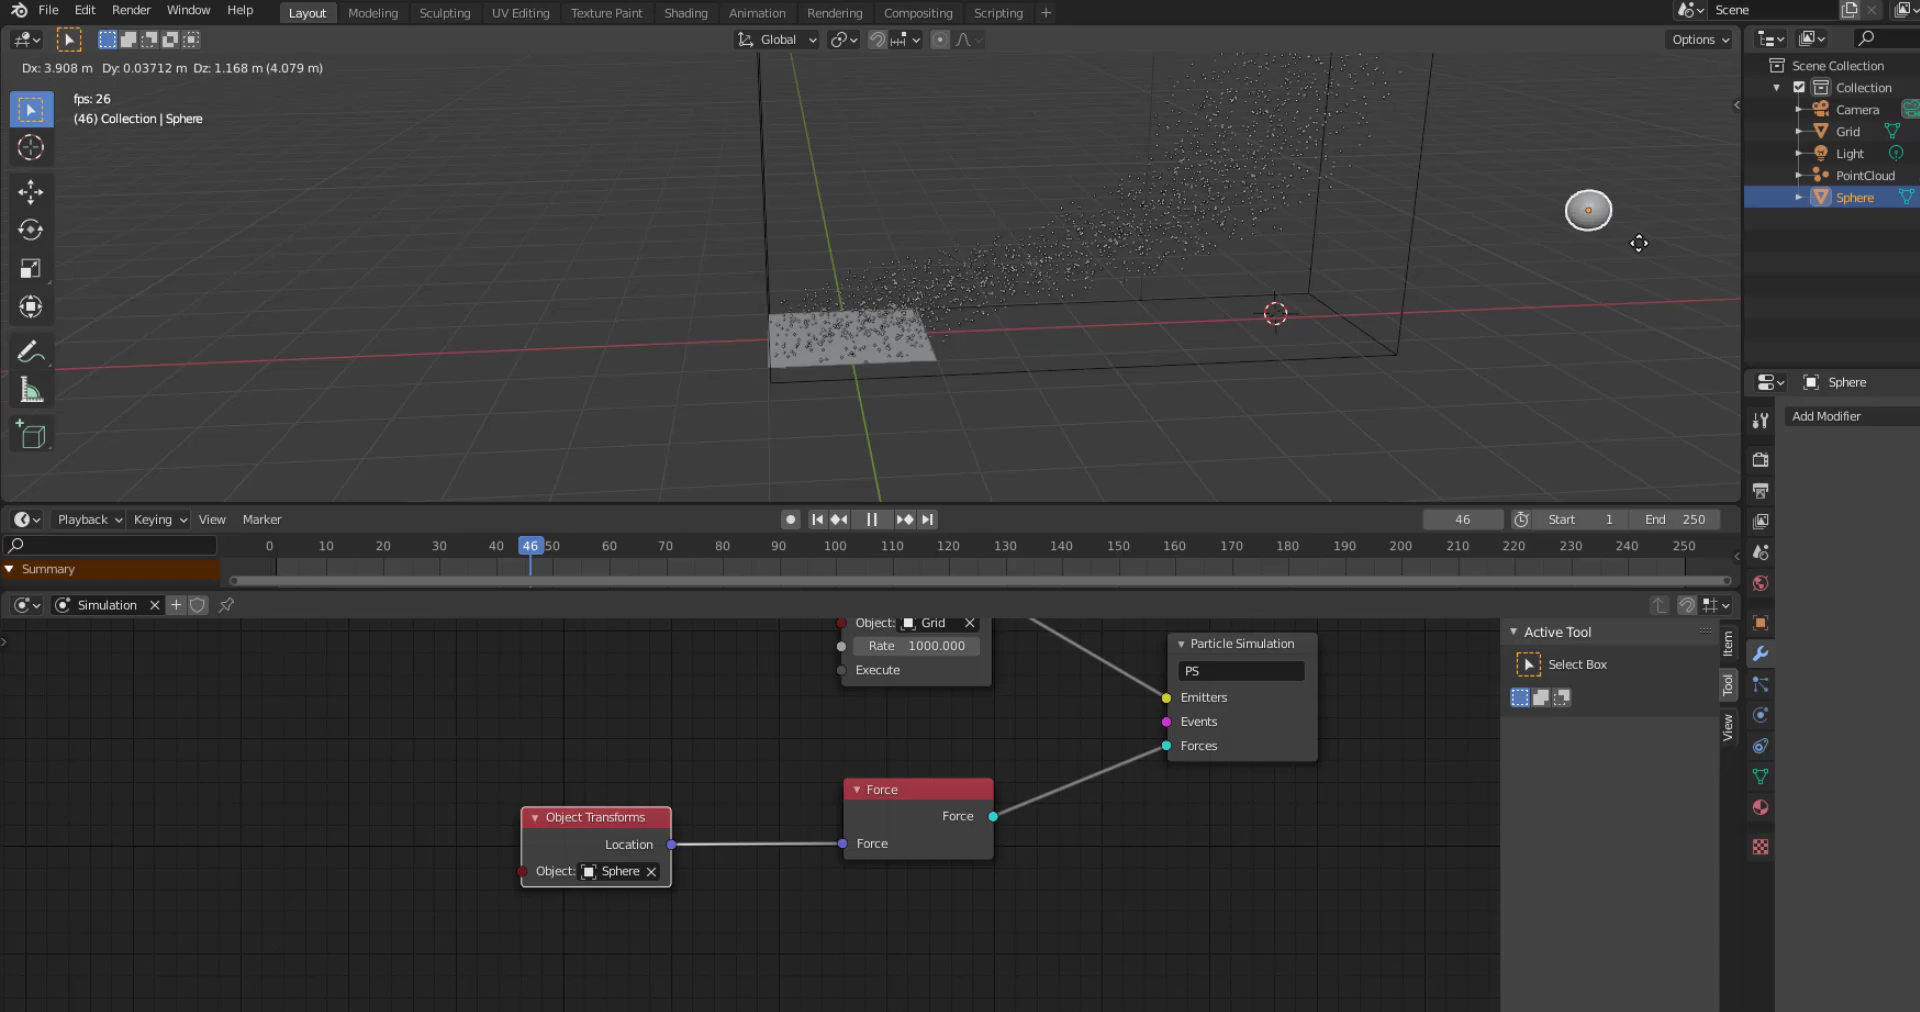 File Edit Render Window Help Layout Modeling Sculpting UV Editing Texture Paint Shading Animation Rendering Compositing Scripting + Scene
Global Options
Dx: 3.908 m Dy: 0.03712 m Dz: 1.168 m (4.079 m)
fps: 26
(46) Collection | Sphere
Scene Collection
Collection
Camera
Grid
Light
PointCloud
Sphere
Sphere
Add Modifier
Playback Keying View Marker 46 Start 1 End 250
0 10 20 30 40 46 50 60 70 80 90 100 110 120 130 140 150 160 170 180 190 200 210 220 230 240 250
Summary
Simulation
Object: Grid
Rate 1000.000
Execute
Particle Simulation
PS
Emitters
Events
Forces
Force
Force
Force
Object Transforms
Location
Object: Sphere
Active Tool
Select Box
Item
Tool
View